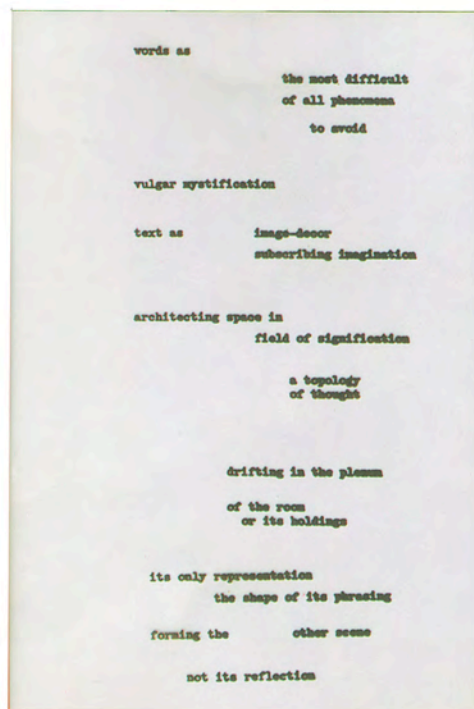 words as
the most difficult
of all phenomena
to avoid
vulgar mystification
text as image-decor
subscribing imagination
architecting space in
field of signification
a topology
of thought
drifting in the plenum
of the room
or its holdings
its only representation
the shape of its phrasing
forming the other scene
not its reflection